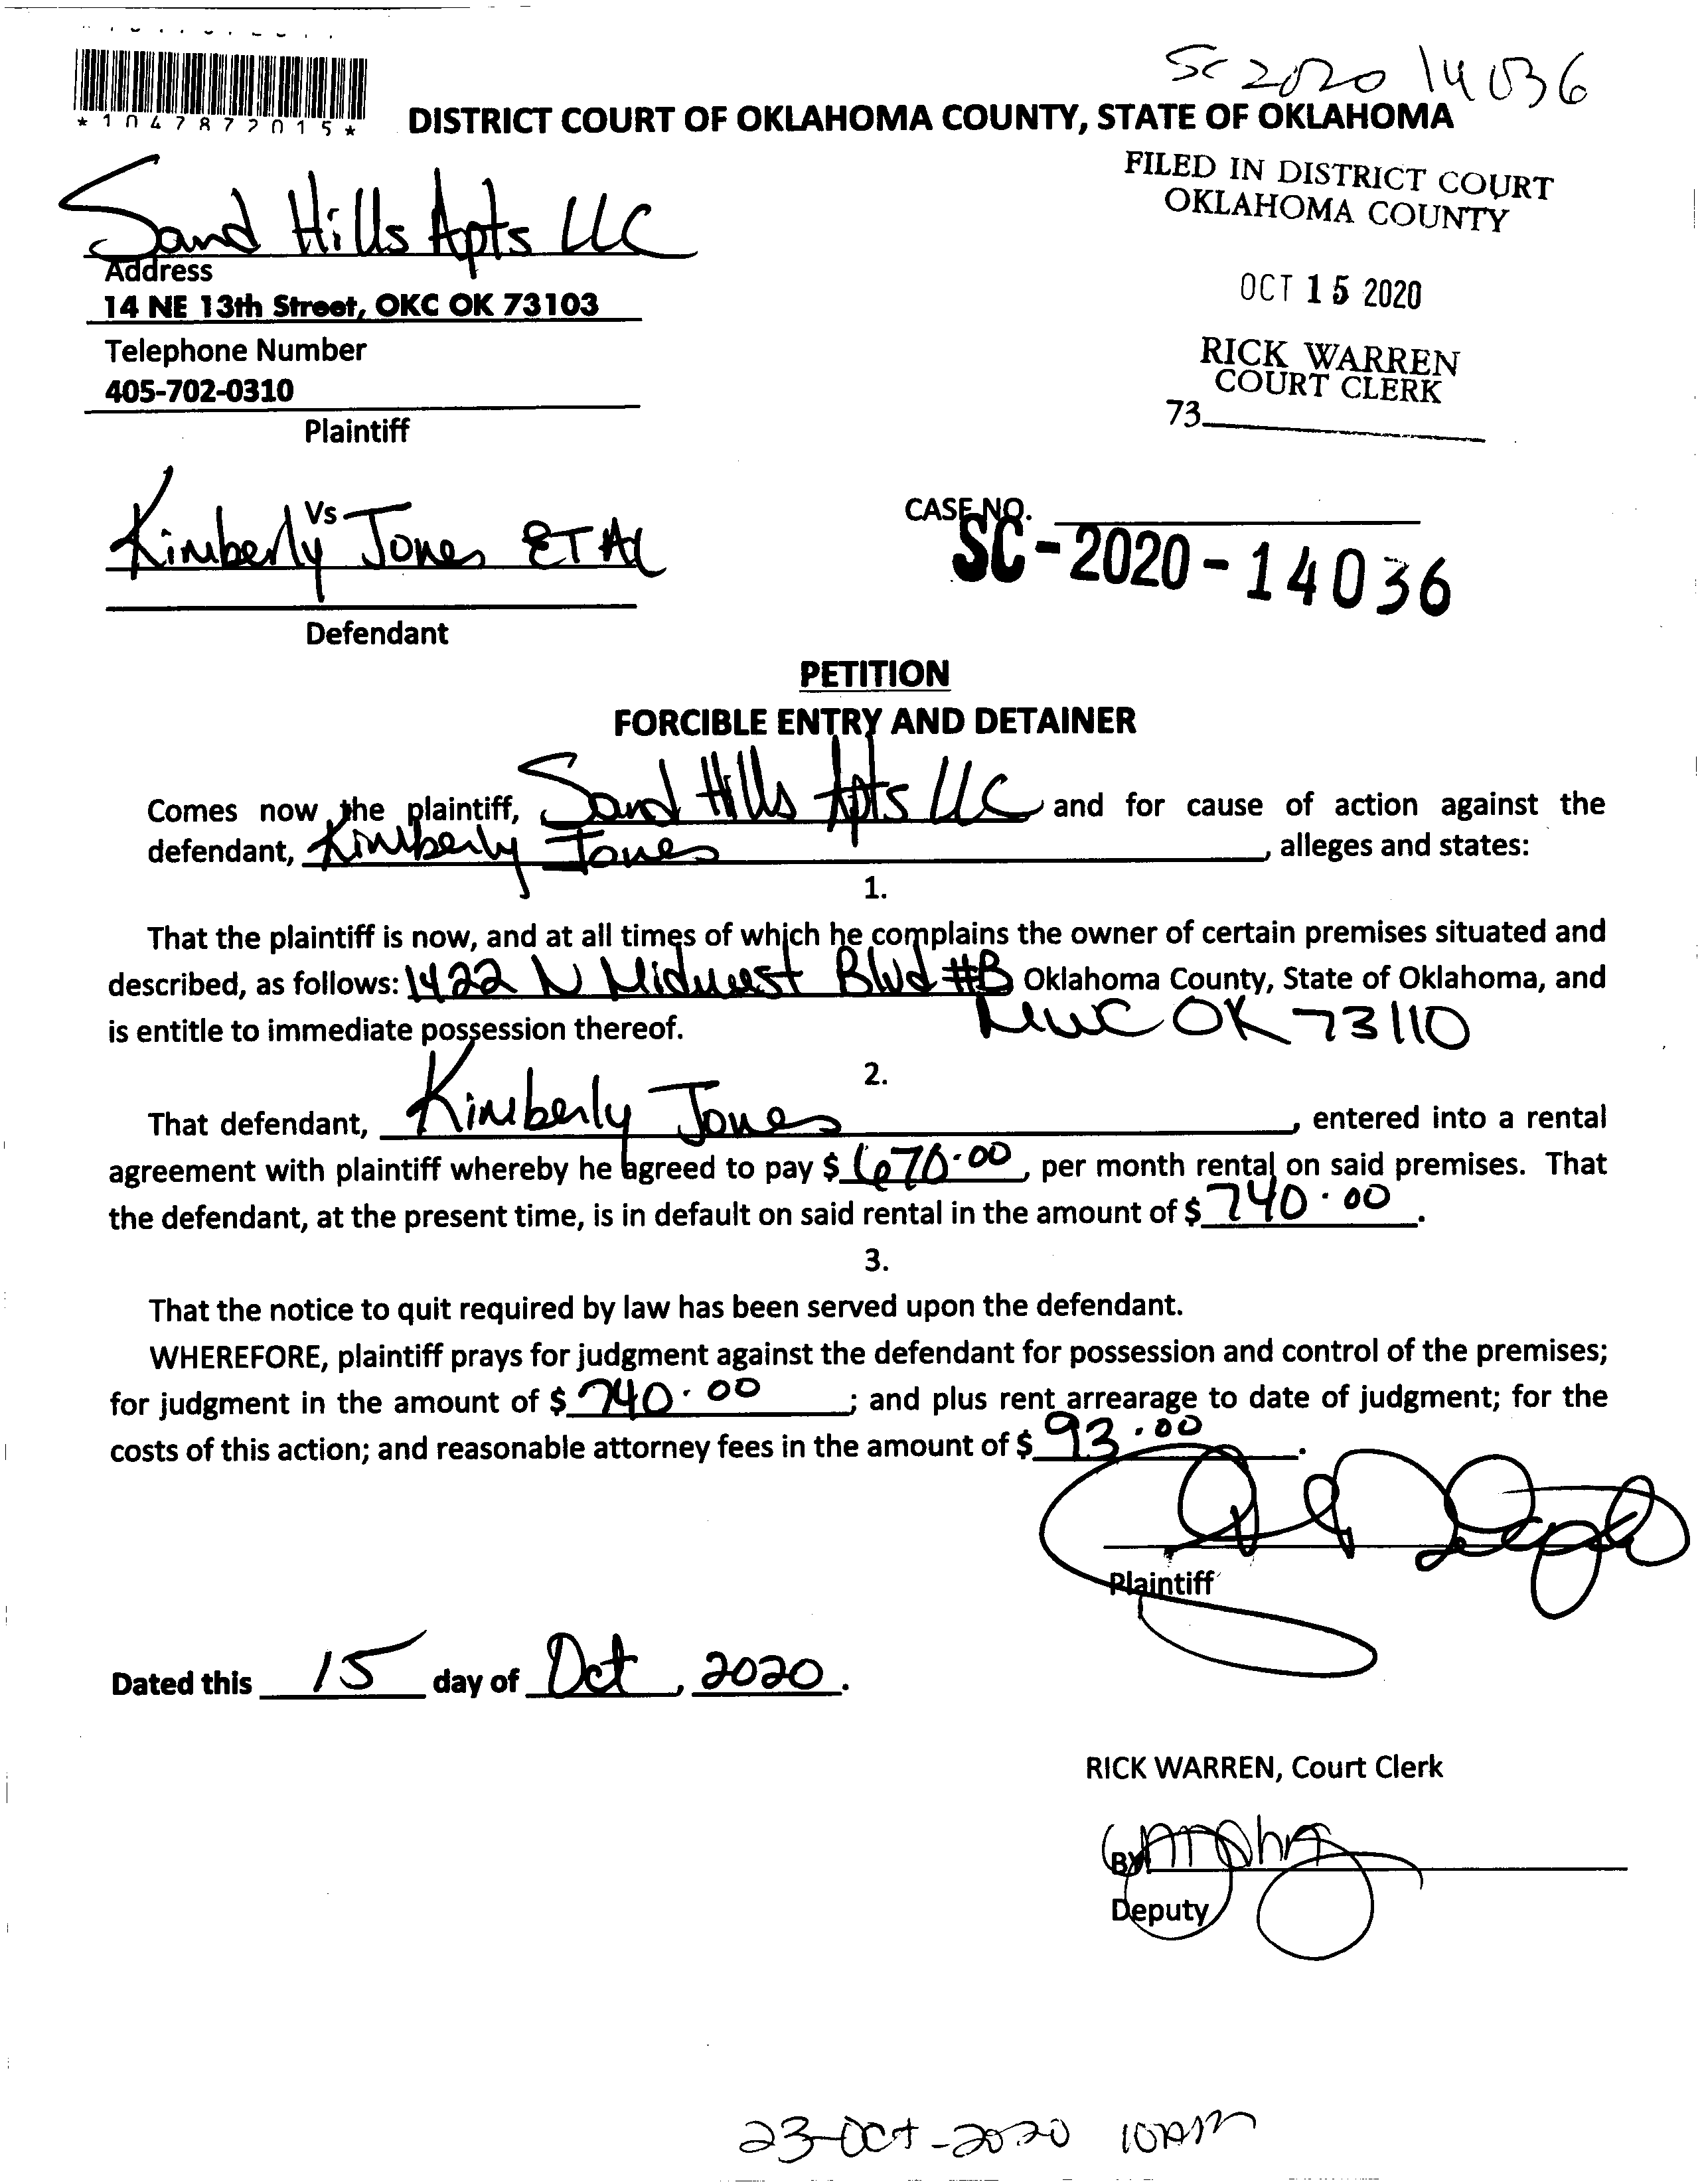 SC 2020 14036
*1047872015*
DISTRICT COURT OF OKLAHOMA COUNTY, STATE OF OKLAHOMA
FILED IN DISTRICT COURT
OKLAHOMA COUNTY
OCT 15 2020
RICK WARREN
COURT CLERK
73
Sand Hills Apts LLC
Address
14 NE 13th Street, OKC OK 73103
Telephone Number
405-702-0310
Plaintiff
Vs
Kimberly Jones ET AL
Defendant
CASE NO.
SC-2020-14036
PETITION
FORCIBLE ENTRY AND DETAINER
Comes now the plaintiff, Sand Hills Apts LLC and for cause of action against the
defendant, Kimberly Jones, alleges and states:
1.
That the plaintiff is now, and at all times of which he complains the owner of certain premises situated and
described, as follows: 1422 N Midwest Blvd #B Oklahoma County, State of Oklahoma, and
is entitle to immediate possession thereof. MWC OK 73110
2.
That defendant, Kimberly Jones, entered into a rental
agreement with plaintiff whereby he agreed to pay $ 670.00, per month rental on said premises. That
the defendant, at the present time, is in default on said rental in the amount of $ 740.00.
3.
That the notice to quit required by law has been served upon the defendant.
WHEREFORE, plaintiff prays for judgment against the defendant for possession and control of the premises;
for judgment in the amount of $ 740.00; and plus rent arrearage to date of judgment; for the
costs of this action; and reasonable attorney fees in the amount of $ 93.00.
Plaintiff
Dated this 15 day of Oct, 2020.
RICK WARREN, Court Clerk
BY
Deputy
23-Oct-2020 10AM